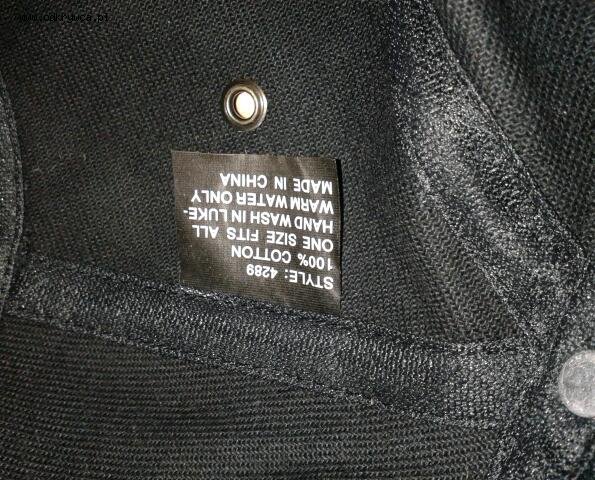 STYLE: 4289
100% COTTON
ONE SIZE FITS ALL
HAND WASH IN LUKE-
WARM WATER ONLY
MADE IN CHINA